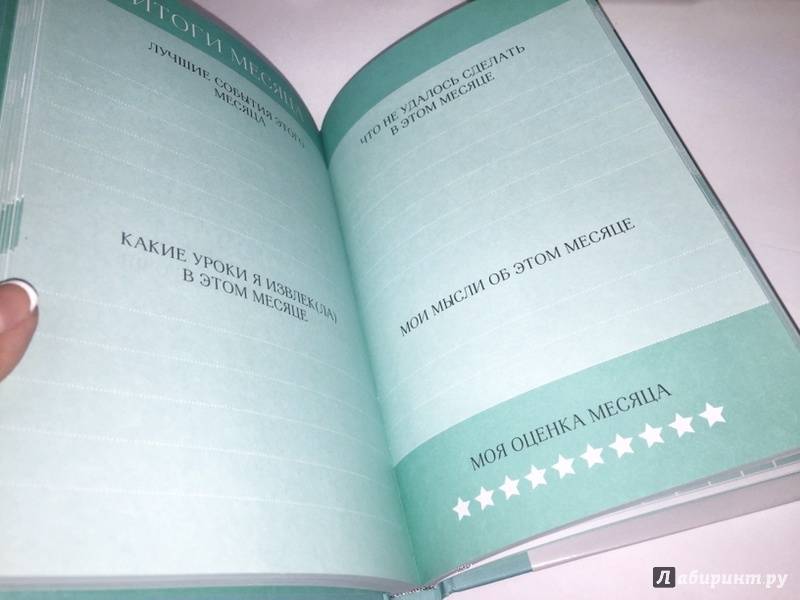 ИТОГИ МЕСЯЦА
ЛУЧШИЕ СОБЫТИЯ ЭТОГО
МЕСЯЦА
КАКИЕ УРОКИ Я ИЗВЛЕК(ЛА)
В ЭТОМ МЕСЯЦЕ
ЧТО НЕ УДАЛОСЬ СДЕЛАТЬ
В ЭТОМ МЕСЯЦЕ
МОИ МЫСЛИ ОБ ЭТОМ МЕСЯЦЕ
МОЯ ОЦЕНКА МЕСЯЦА
Лабиринт.ру